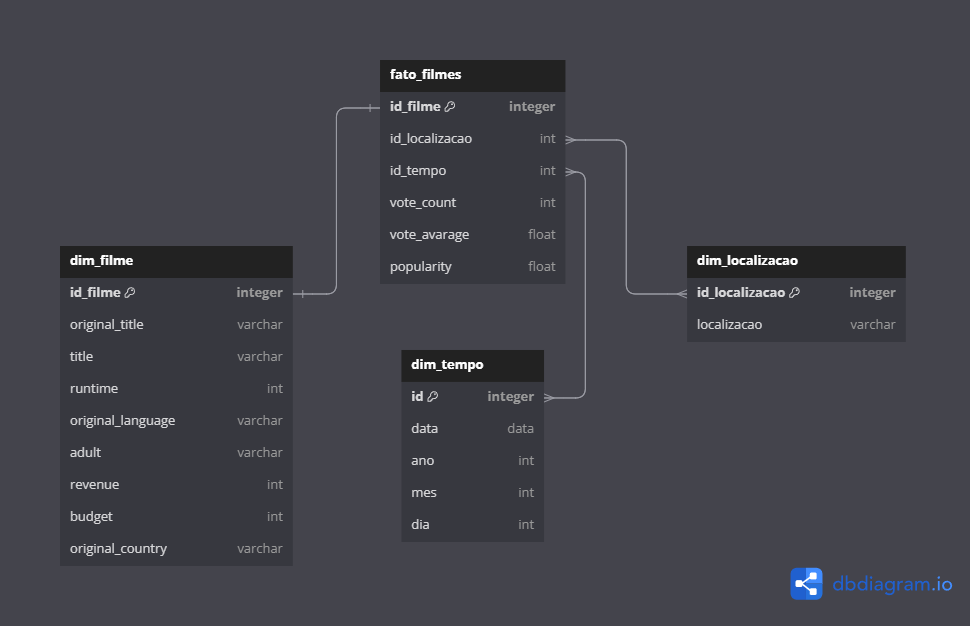 fato_filmes
id_filme integer
id_localizacao int
id_tempo int
vote_count int
vote_avarage float
popularity float
dim_filme
id_filme integer
original_title varchar
title varchar
runtime int
original_language varchar
adult varchar
revenue int
budget int
original_country varchar
dim_tempo
id integer
data data
ano int
mes int
dia int
dim_localizacao
id_localizacao integer
localizacao varchar
dbdiagram.io